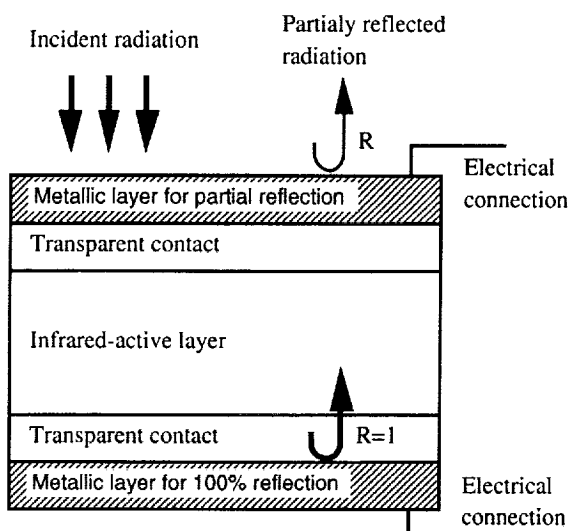 Incident radiation
Partialy reflected
radiation
R
Electrical
connection
Metallic layer for partial reflection
Transparent contact
Infrared-active layer
Transparent contact
R=1
Metallic layer for 100% reflection
Electrical
connection